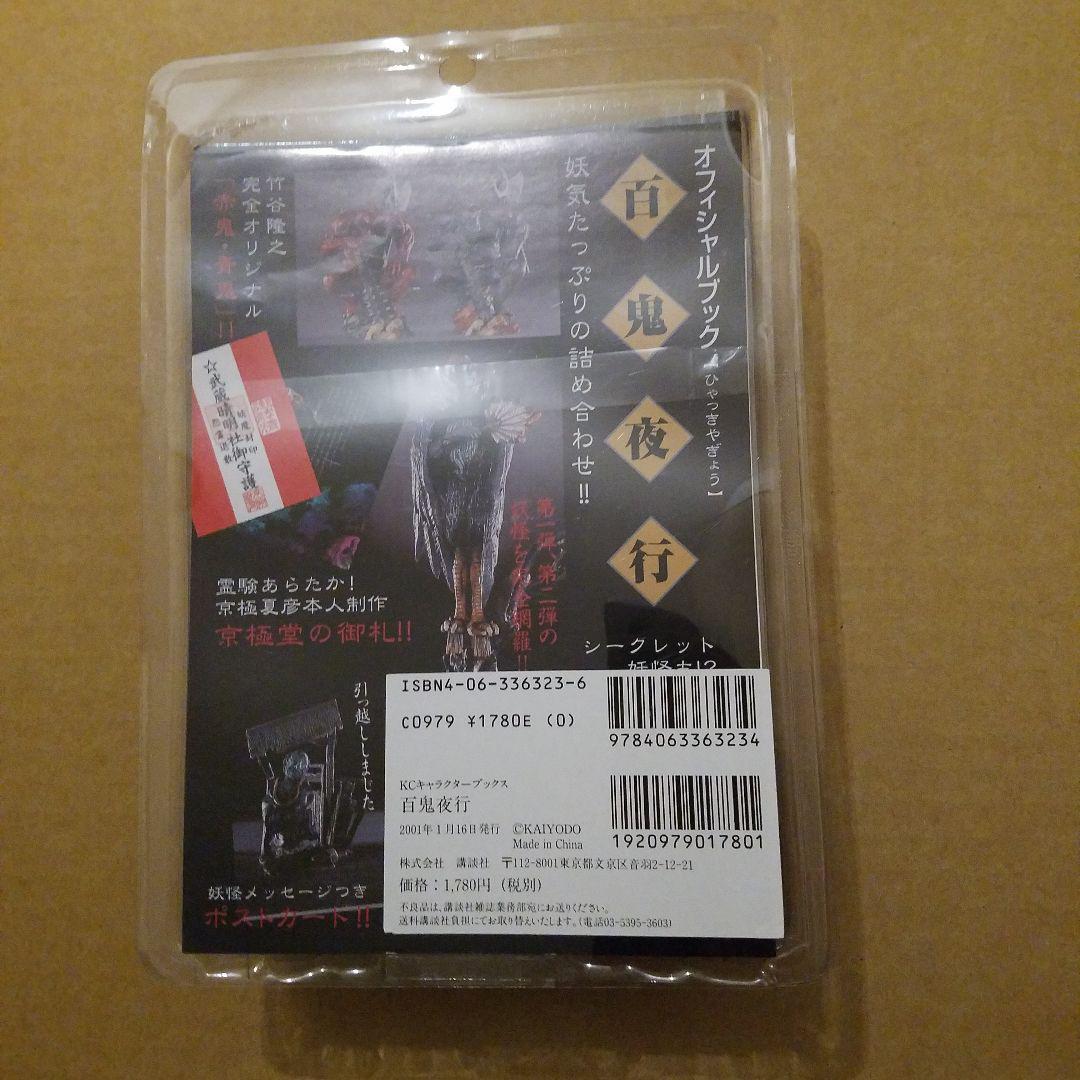 オフィシャルブック
百鬼夜行
【ひゃっきやぎょう】
妖気たっぷりの詰め合わせ!!
竹谷隆之
完全オリジナル
「赤鬼・青鬼」!!
☆武蔵晴明社御守護
第一弾、第二弾の
霊験あらたか!
京極夏彦本人制作
京極堂の御札!!
シークレット
引っ越ししました
妖怪メッセージつき
ポストカード!!
ISBN4-06-336323-6
C0979 ¥1780E (0)
9784063363234
KCキャラクターブックス
百鬼夜行
2001年1月16日発行 ©KAIYODO
Made in China
1920979017801
株式会社 講談社 〒112-8001東京都文京区音羽2-12-21
価格:1,780円(税別)
不良品は、講談社雑誌業務部宛にお送りください。
送料講談社負担にてお取り替えいたします。(電話03-5395-3603)